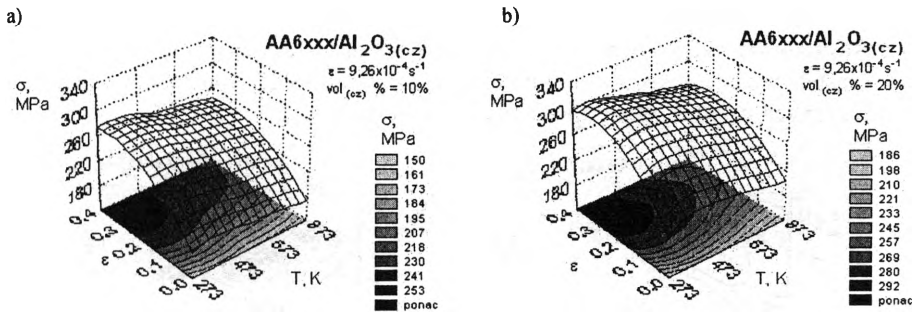 a)
AA6xxx/Al2O3(cz)
ε = 9,26x10-4s-1
vol (cz) % = 10%
σ,
MPa
340
300
260
220
180
0.4
0.3
0.2
0.1
0.0
ε
273
473
673
873
T, K
σ,
MPa
150
161
173
184
195
207
218
230
241
253
ponac
b)
AA6xxx/Al2O3(cz)
ε = 9,26x10-4s-1
vol (cz) % = 20%
σ,
MPa
340
300
260
220
180
0.4
0.3
0.2
0.1
0.0
ε
273
473
673
873
T, K
σ,
MPa
186
198
210
221
233
245
257
269
280
292
ponac